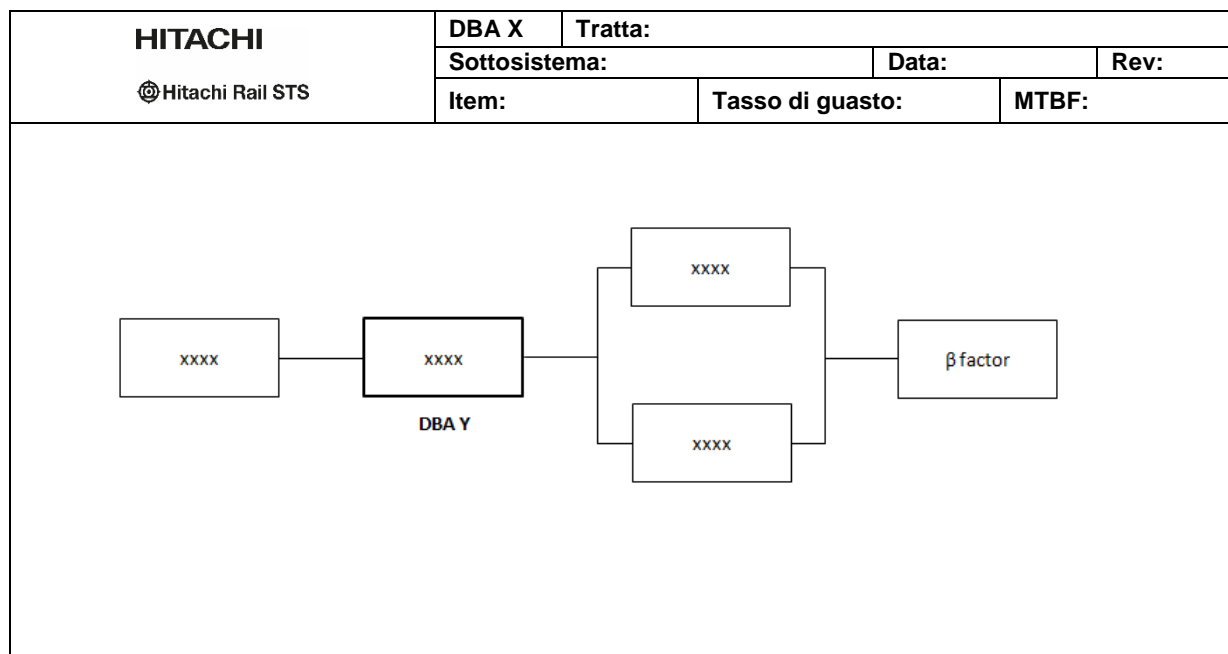 HITACHI
Hitachi Rail STS
DBA X Tratta:
Sottosistema: Data: Rev:
Item: Tasso di guasto: MTBF:
xxxx
xxxx
xxxx
β factor
DBA Y
xxxx